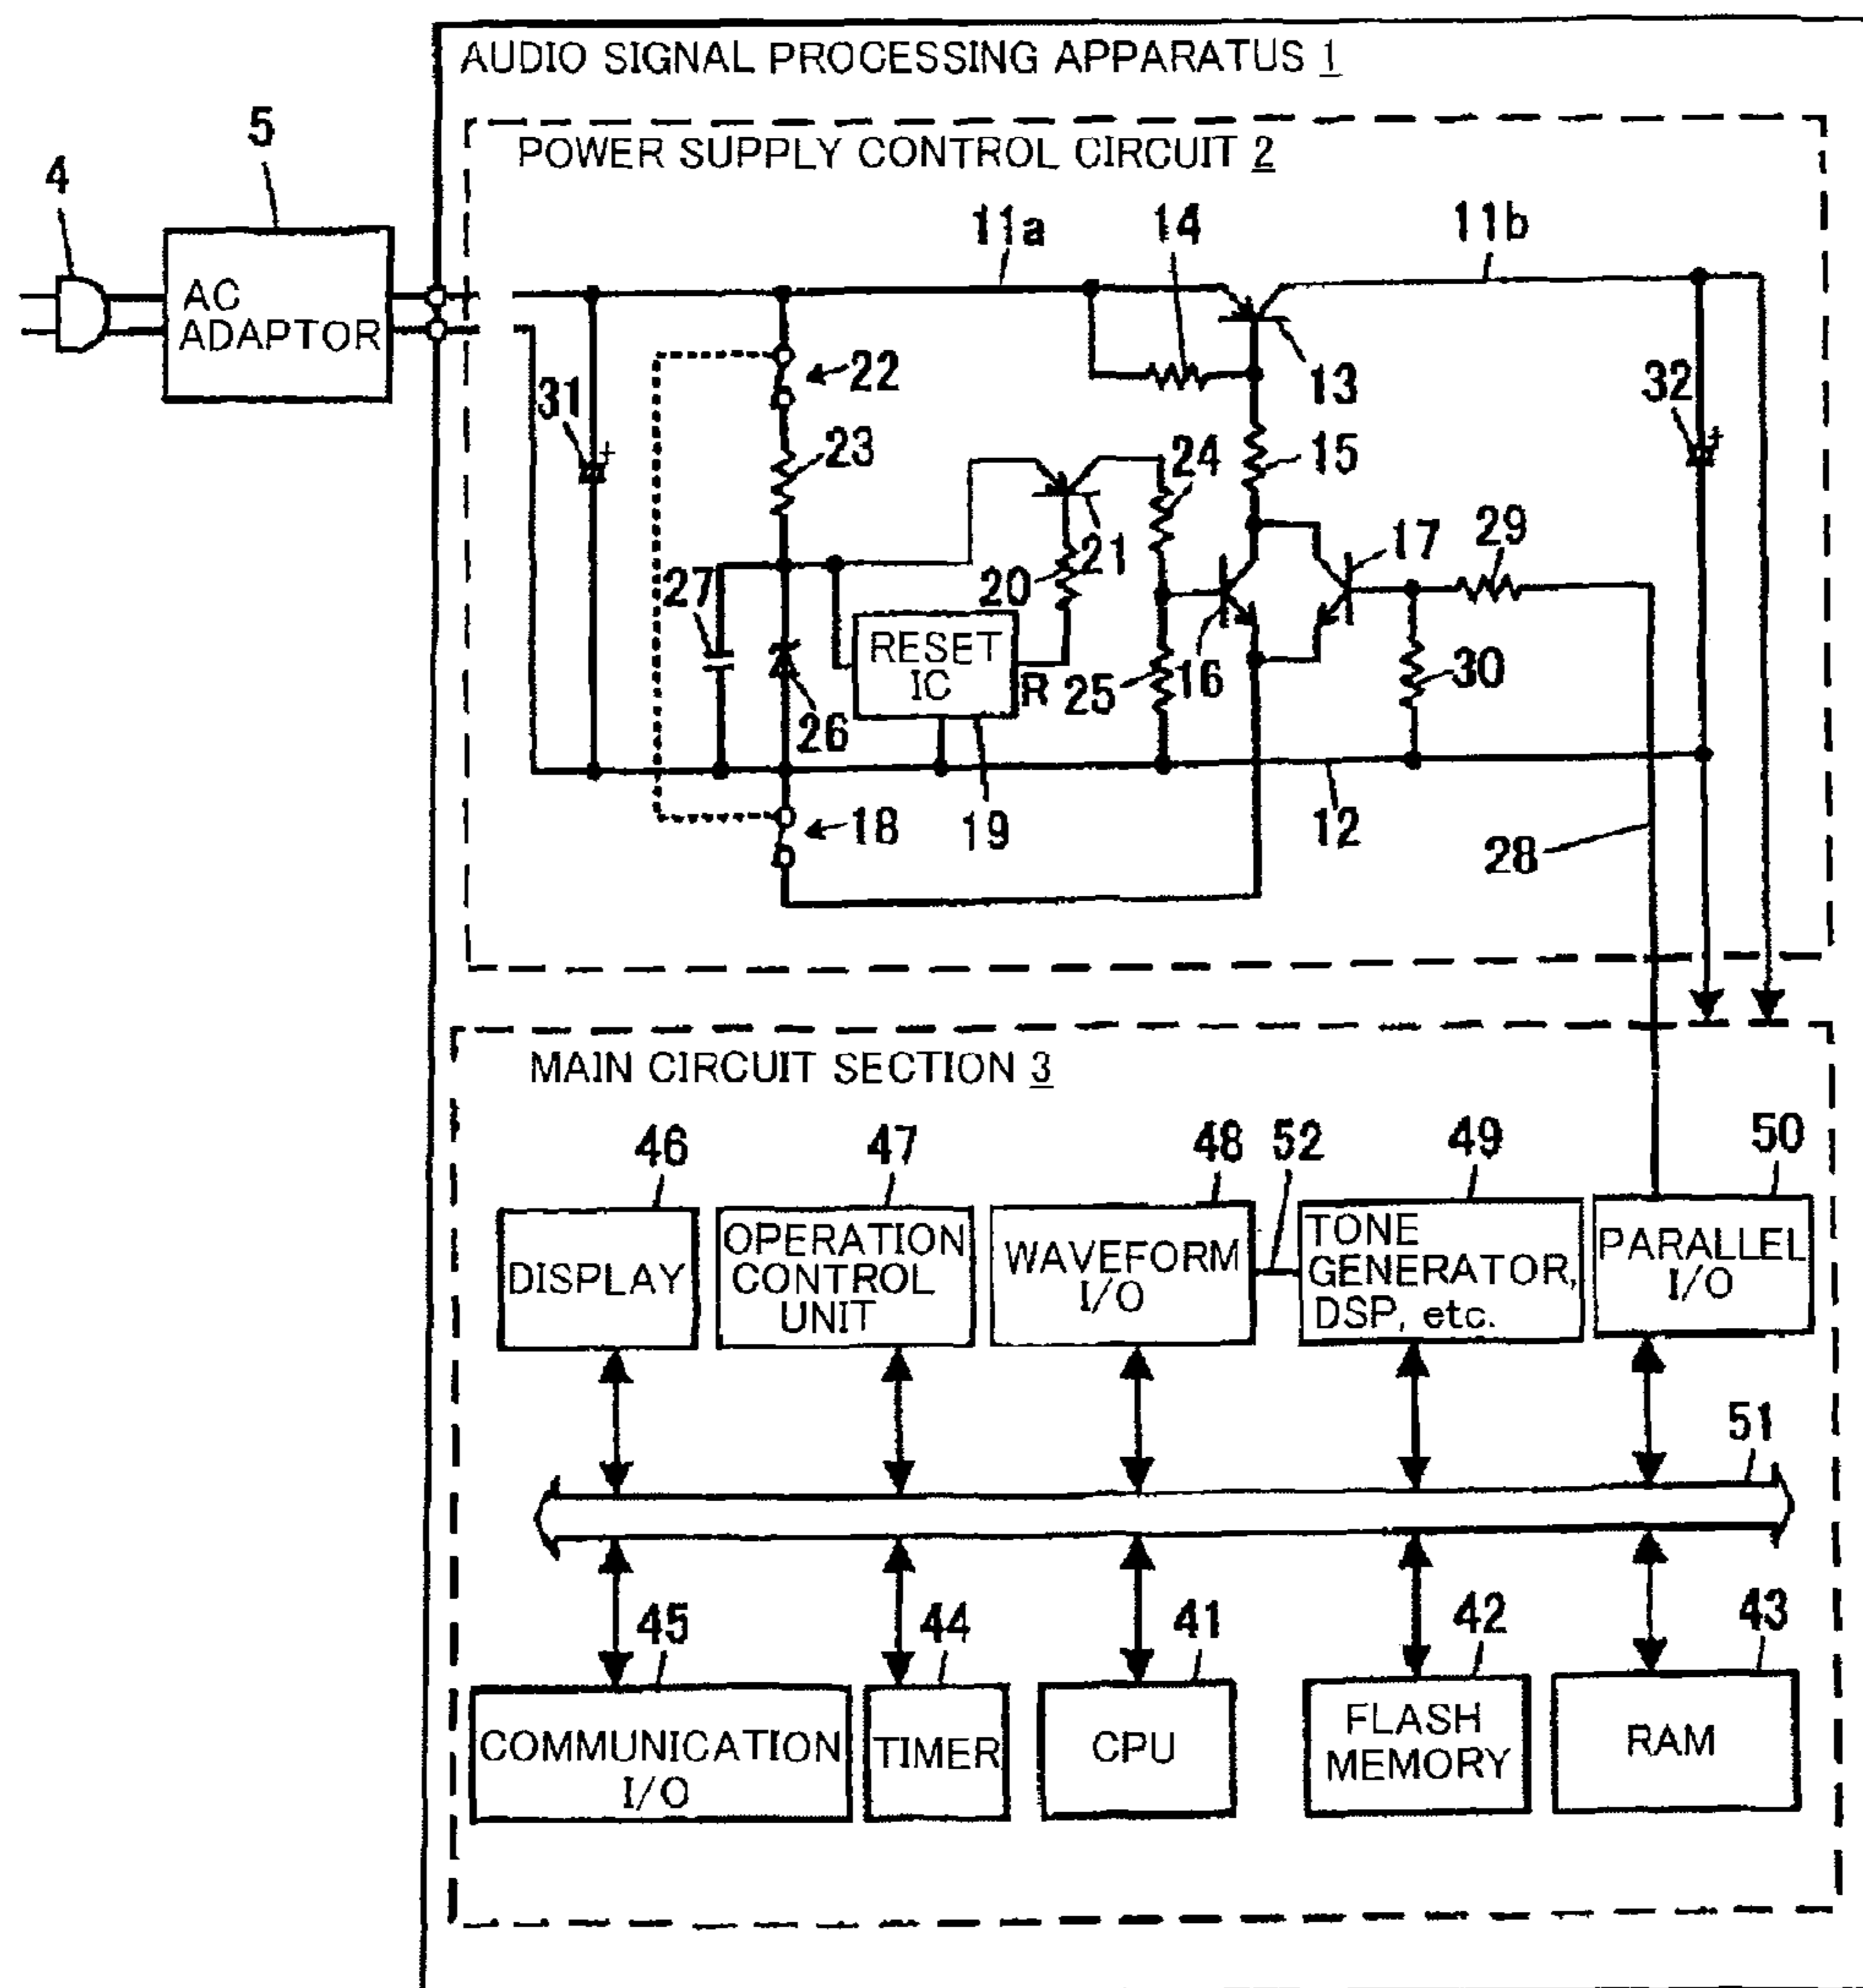 AUDIO SIGNAL PROCESSING APPARATUS 1
5
POWER SUPPLY CONTROL CIRCUIT 2
4
11a
14
11b
AC
ADAPTOR
22
13
32
31
23
24
15
17
29
21
20
27
RESET
IC
R
25
16
30
26
18
19
12
28
MAIN CIRCUIT SECTION 3
46
47
48
52
49
50
DISPLAY
OPERATION
CONTROL
UNIT
WAVEFORM
I/O
TONE
GENERATOR,
DSP, etc.
PARALLEL
I/O
51
45
44
41
42
43
COMMUNICATION
I/O
TIMER
CPU
FLASH
MEMORY
RAM